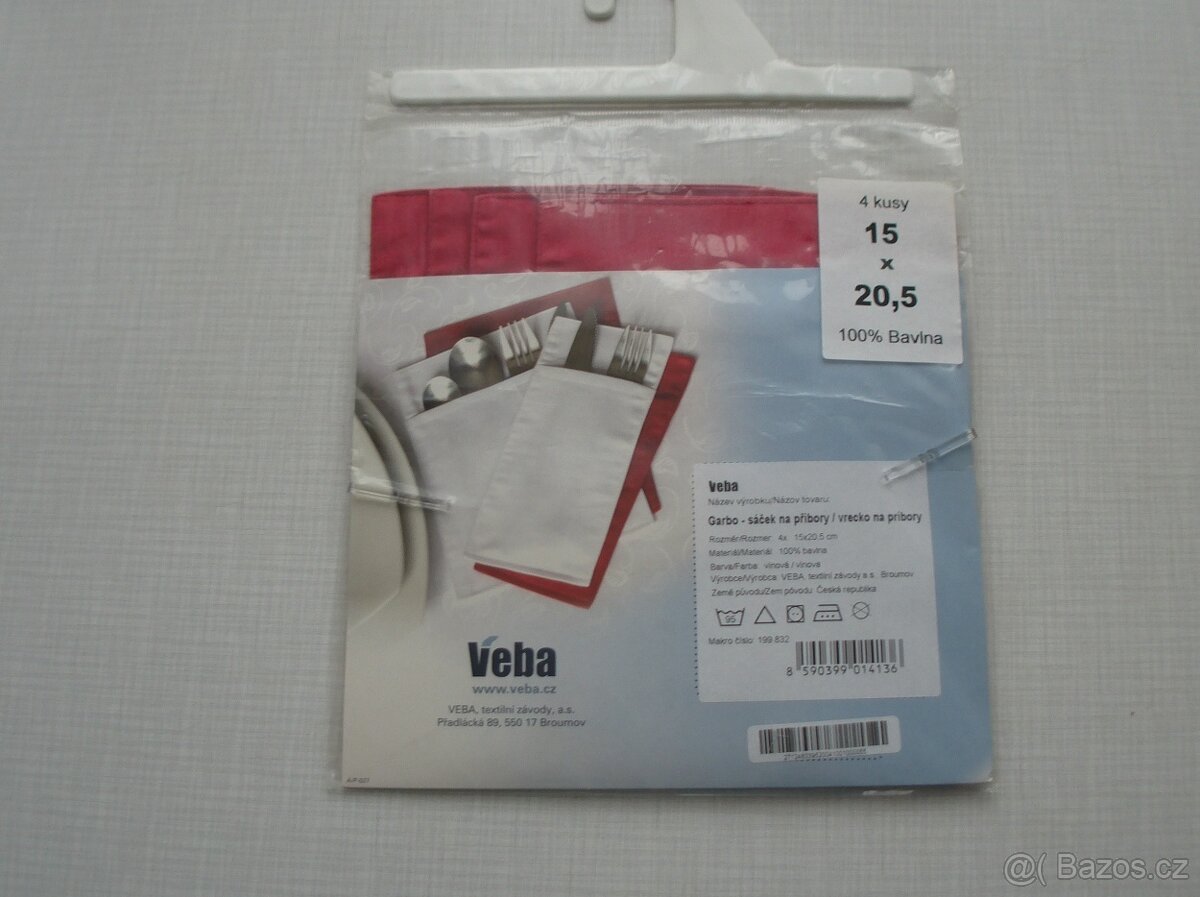 4 kusy
15
x
20,5
100% Bavlna
Veba
Název výrobku/Názov tovaru:
Garbo - sáček na příbory / vrecko na príbory
Rozměr/Rozmer: 4x 15x20,5 cm
Materiál/Materiál: 100% bavlna
Barva/Farba: vínová / vínová
Výrobce/Výrobca: VEBA, textilní závody a.s., Broumov
Země původu/Zem pôvodu: Česká republika
95
Makro číslo: 199.832
8 590399 014136
Veba
www.veba.cz
VEBA, textilní závody, a.s.
Přadlácká 89, 550 17 Broumov
@( Bazos.cz